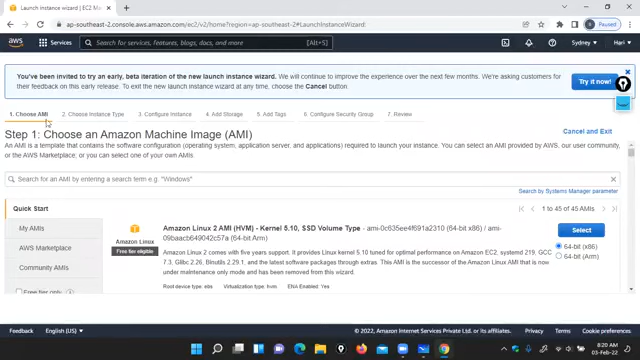 Launch instance wizard | EC2 M
ap-southeast-2.console.aws.amazon.com/ec2/v2/home?region=ap-southeast-2#LaunchInstanceWizard:
Paused
aws
Services
Search for services, features, blogs, docs, and more
[Alt+S]
Sydney
Hari
You've been invited to try an early, beta iteration of the new launch instance wizard. We will continue to improve the experience over the next few months. We're asking customers for
their feedback on this early release. To exit the new launch instance wizard at any time, choose the Cancel button.
Try it now!
1. Choose AMI
2. Choose Instance Type
3. Configure Instance
4. Add Storage
5. Add Tags
6. Configure Security Group
7. Review
Step 1: Choose an Amazon Machine Image (AMI)
Cancel and Exit
An AMI is a template that contains the software configuration (operating system, application server, and applications) required to launch your instance. You can select an AMI provided by AWS, our user community,
or the AWS Marketplace; or you can select one of your own AMIs.
Search for an AMI by entering a search term e.g. "Windows"
Search by Systems Manager parameter
Quick Start
1 to 45 of 45 AMIs
My AMIs
AWS Marketplace
Community AMIs
Free tier only
Amazon Linux
Free tier eligible
Amazon Linux 2 AMI (HVM) - Kernel 5.10, SSD Volume Type - ami-0c635ee4f691a2310 (64-bit x86) / ami-
09baacb649042c57a (64-bit Arm)
Amazon Linux 2 comes with five years support. It provides Linux kernel 5.10 tuned for optimal performance on Amazon EC2, systemd 219, GCC
7.3, Glibc 2.26, Binutils 2.29.1, and the latest software packages through extras. This AMI is the successor of the Amazon Linux AMI that is now
under maintenance only mode and has been removed from this wizard.
Root device type: ebs
Virtualization type: hvm
ENA Enabled: Yes
Select
64-bit (x86)
64-bit (Arm)
Feedback
English (US)
© 2022, Amazon Internet Services Private Ltd. or its affiliates.
Privacy
Terms
Cookie preferences
8:20 AM
03-Feb-22